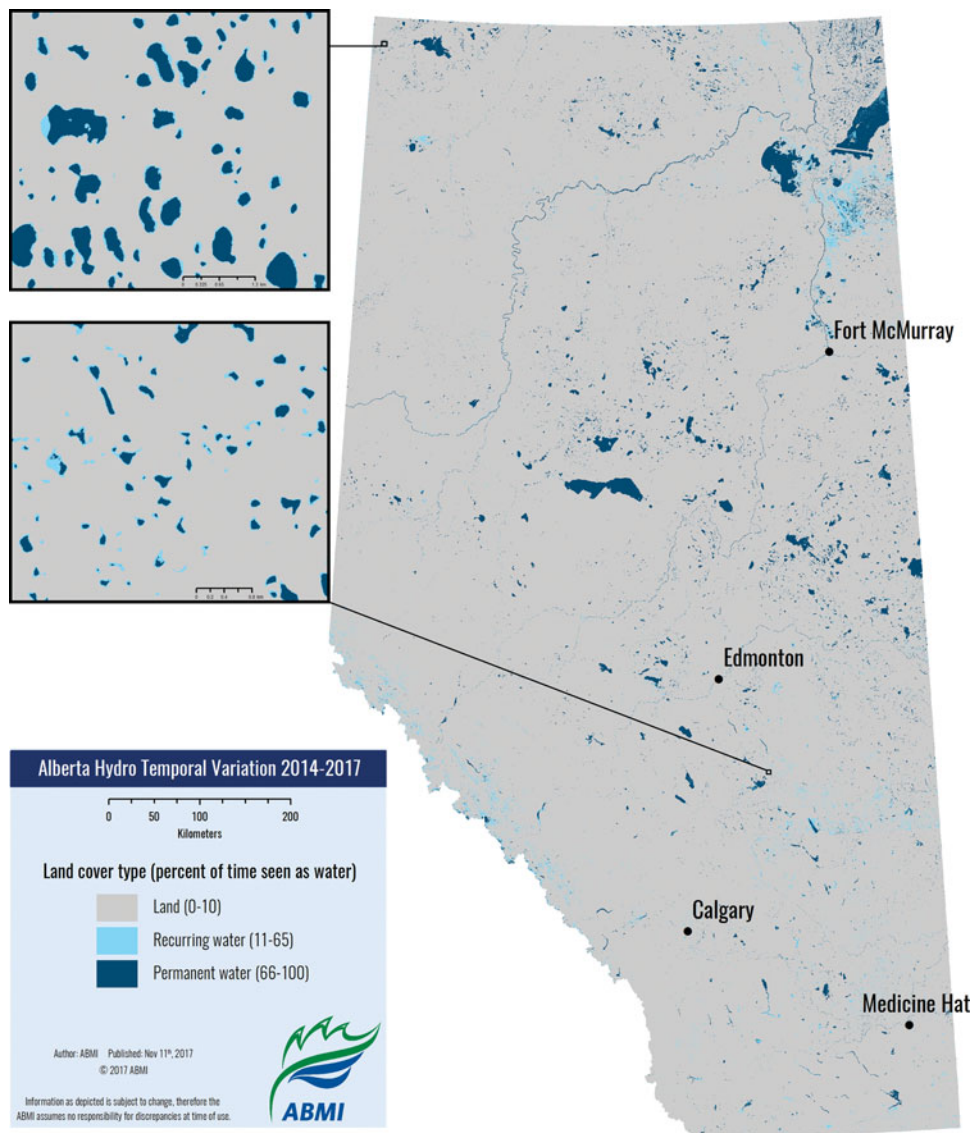 Fort McMurray
Edmonton
Calgary
Medicine Hat
Alberta Hydro Temporal Variation 2014-2017
0 50 100 200
Kilometers
Land cover type (percent of time seen as water)
Land (0-10)
Recurring water (11-65)
Permanent water (66-100)
Author: ABMI Published: Nov 11th, 2017
© 2017 ABMI
Information as depicted is subject to change, therefore the
ABMI assumes no responsibility for discrepancies at time of use.
ABMI